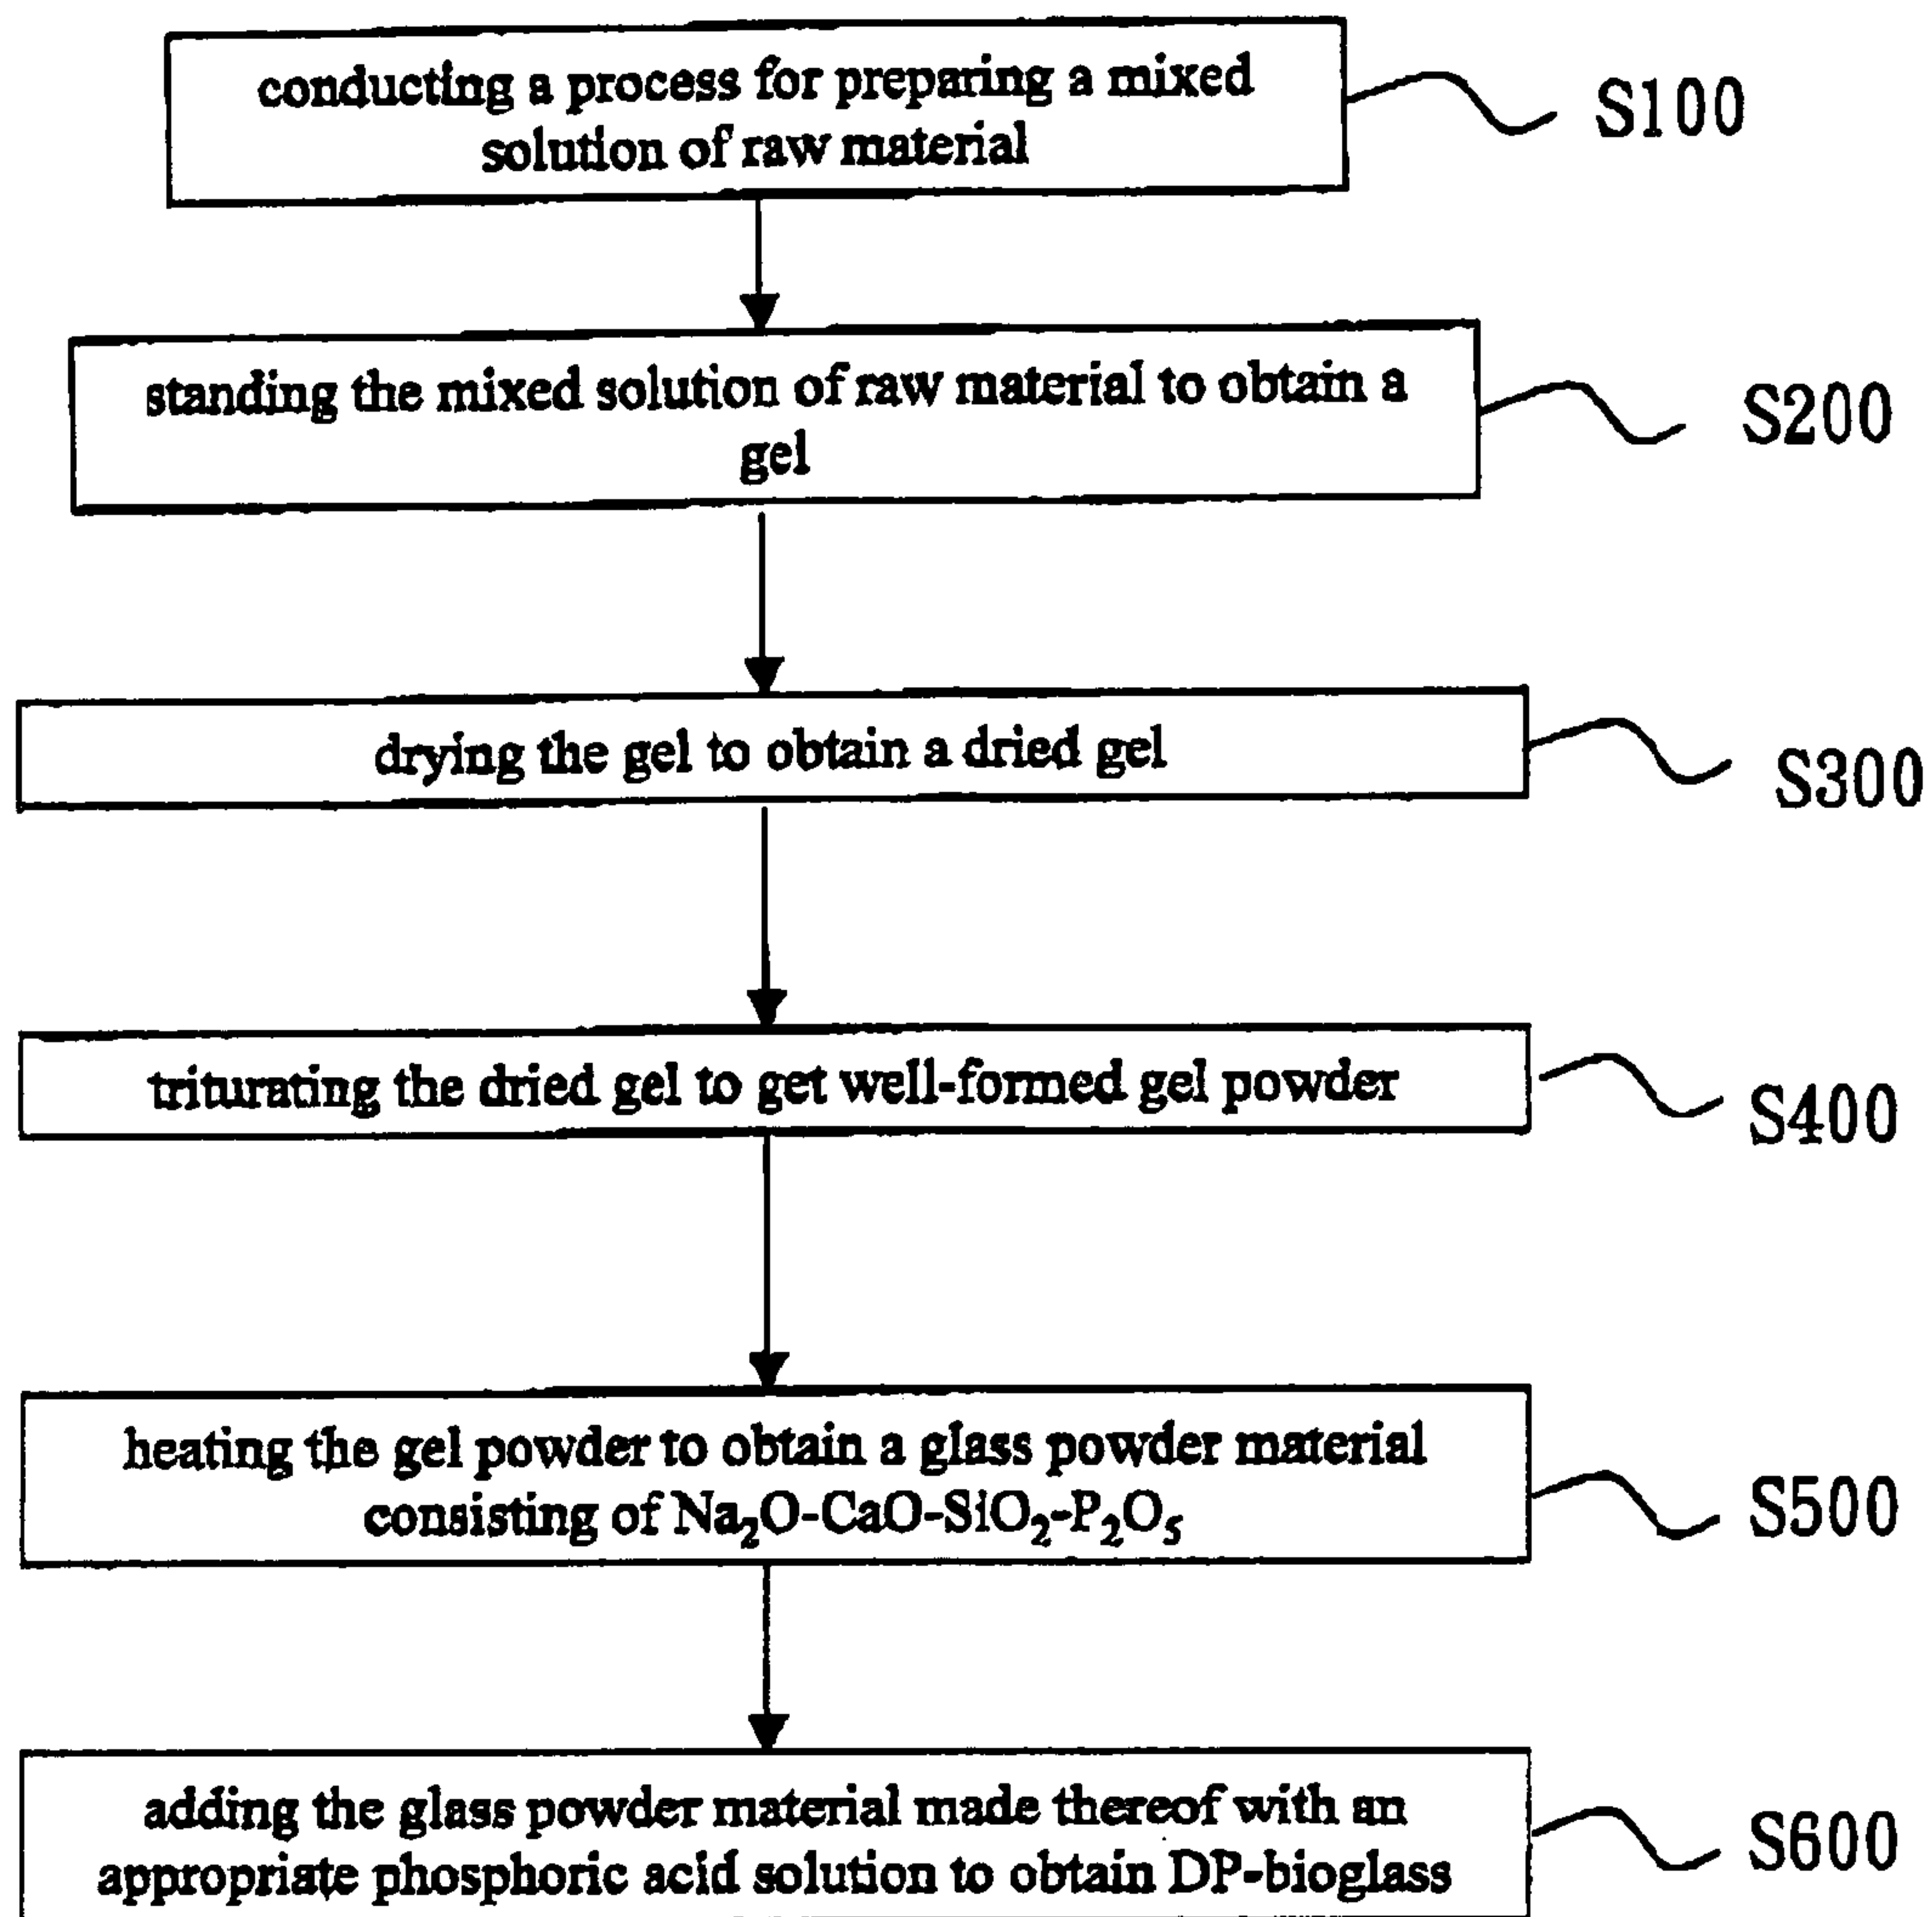 conducting a process for preparing a mixed
solution of raw material
S100
standing the mixed solution of raw material to obtain a
gel
S200
drying the gel to obtain a dried gel
S300
triturating the dried gel to get well-formed gel powder
S400
heating the gel powder to obtain a glass powder material
consisting of Na₂O-CaO-SiO₂-P₂O₅
S500
adding the glass powder material made thereof with an
appropriate phosphoric acid solution to obtain DP-bioglass
S600